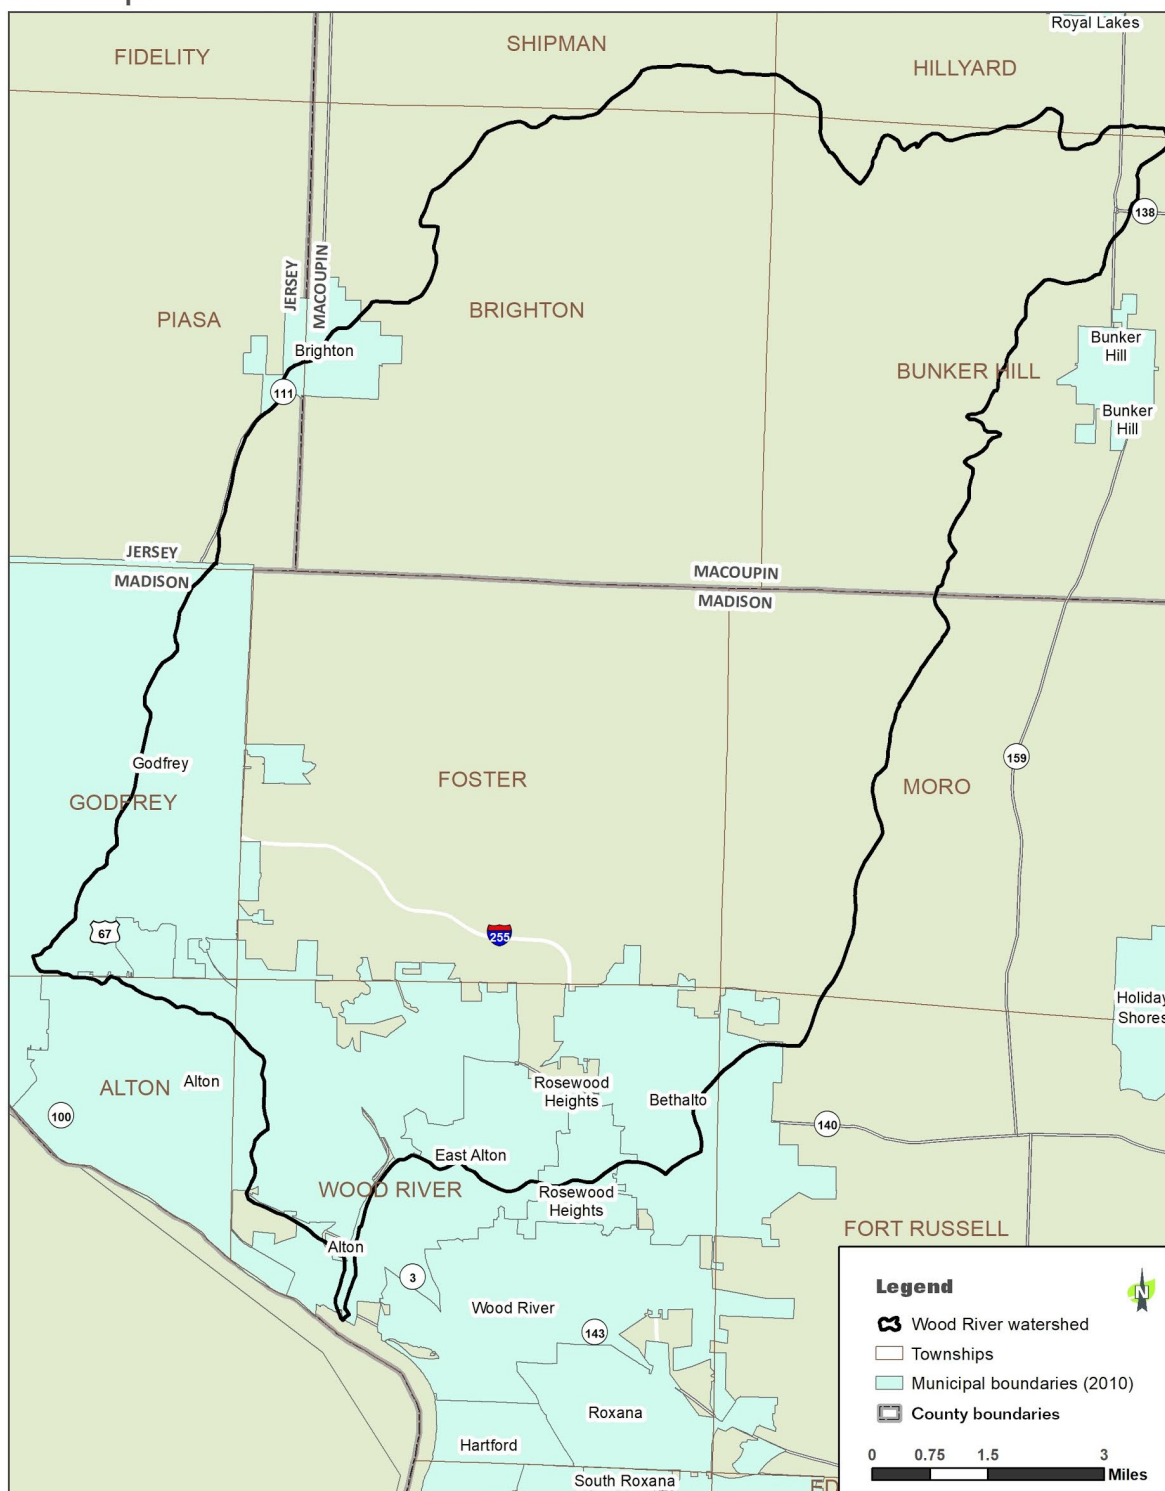 Royal Lakes
FIDELITY
SHIPMAN
HILLYARD
138
JERSEY
MACOUPIN
PIASA
BRIGHTON
Brighton
Bunker
Hill
BUNKER HILL
111
Bunker
Hill
JERSEY
MADISON
MACOUPIN
MADISON
159
Godfrey
GODFREY
FOSTER
MORO
67
255
Holiday
Shores
ALTON
Alton
Rosewood
Heights
Bethalto
100
140
East Alton
WOOD RIVER
Rosewood
Heights
FORT RUSSELL
Alton
3
Wood River
143
Roxana
Hartford
South Roxana
ED
Legend
N
Wood River watershed
Townships
Municipal boundaries (2010)
County boundaries
0 0.75 1.5 3
Miles